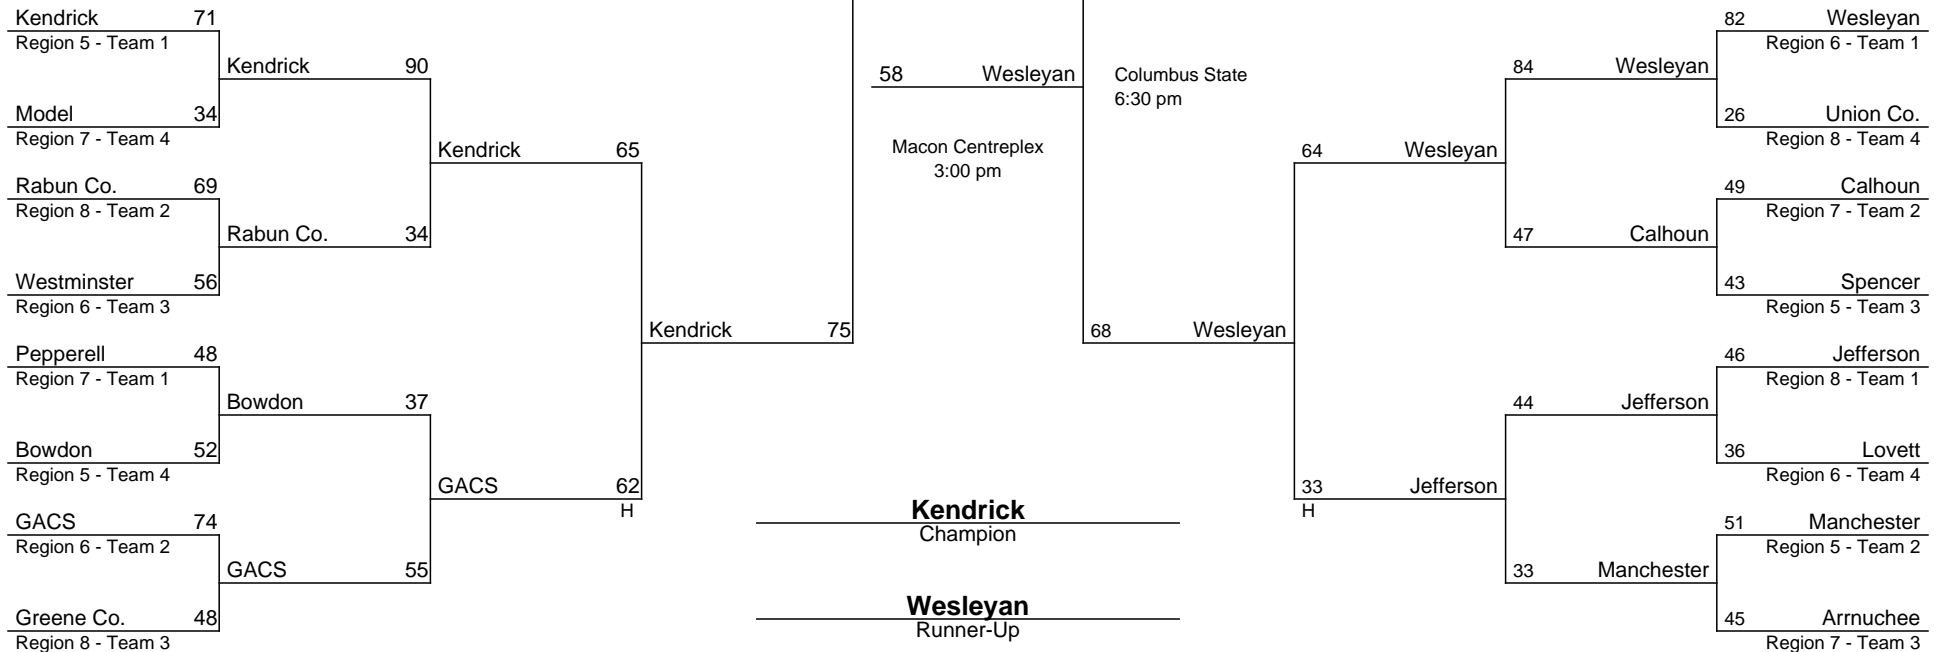 Kendrick 71
Region 5 - Team 1
Kendrick 90
Model 34
Region 7 - Team 4
Kendrick 65
Rabun Co. 69
Region 8 - Team 2
Rabun Co. 34
Westminster 56
Region 6 - Team 3
Kendrick 75
Pepperell 48
Region 7 - Team 1
Bowdon 37
Bowdon 52
Region 5 - Team 4
GACS 62
H
GACS 74
Region 6 - Team 2
GACS 55
Greene Co. 48
Region 8 - Team 3
58 Wesleyan
Macon Centreplex
3:00 pm
Columbus State
6:30 pm
Kendrick
Champion
Wesleyan
Runner-Up
82 Wesleyan
Region 6 - Team 1
84 Wesleyan
26 Union Co.
Region 8 - Team 4
64 Wesleyan
49 Calhoun
Region 7 - Team 2
47 Calhoun
43 Spencer
Region 5 - Team 3
68 Wesleyan
46 Jefferson
Region 8 - Team 1
44 Jefferson
36 Lovett
Region 6 - Team 4
33 Jefferson
H
51 Manchester
Region 5 - Team 2
33 Manchester
45 Arrnuchee
Region 7 - Team 3